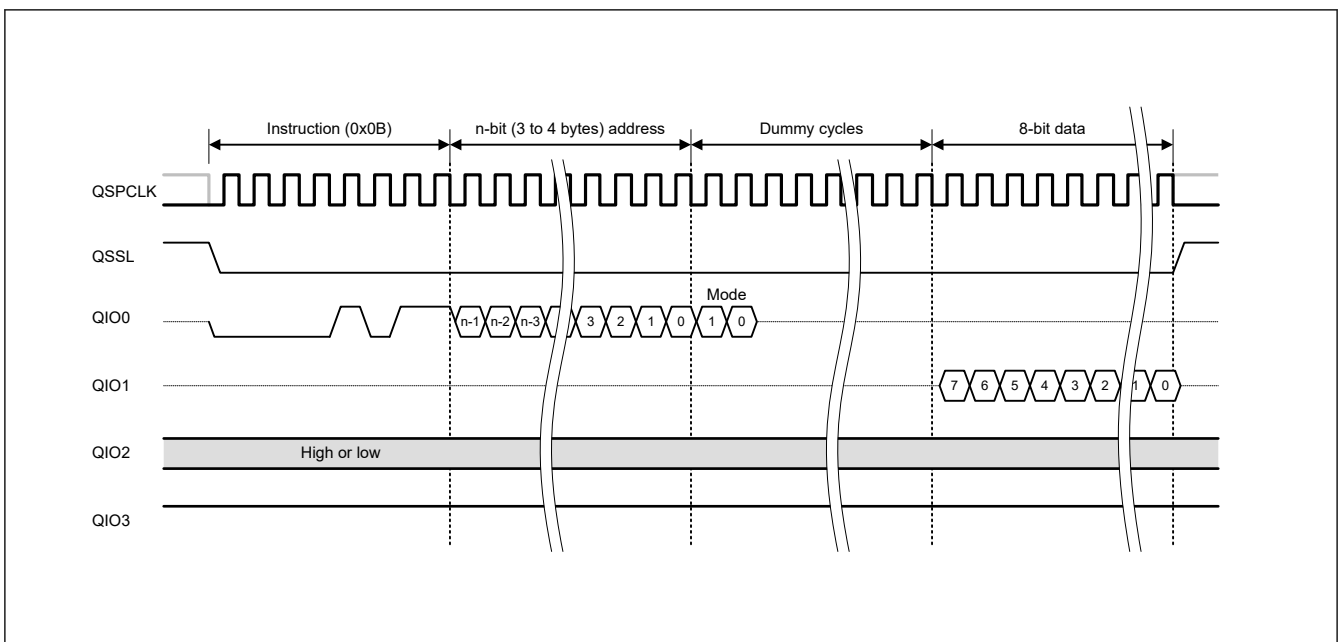 Instruction (0x0B) n-bit (3 to 4 bytes) address Dummy cycles 8-bit data
QSPCLK
QSSL
Mode
QIO0 n-1 n-2 n-3 3 2 1 0 1 0
QIO1 7 6 5 4 3 2 1 0
QIO2 High or low
QIO3